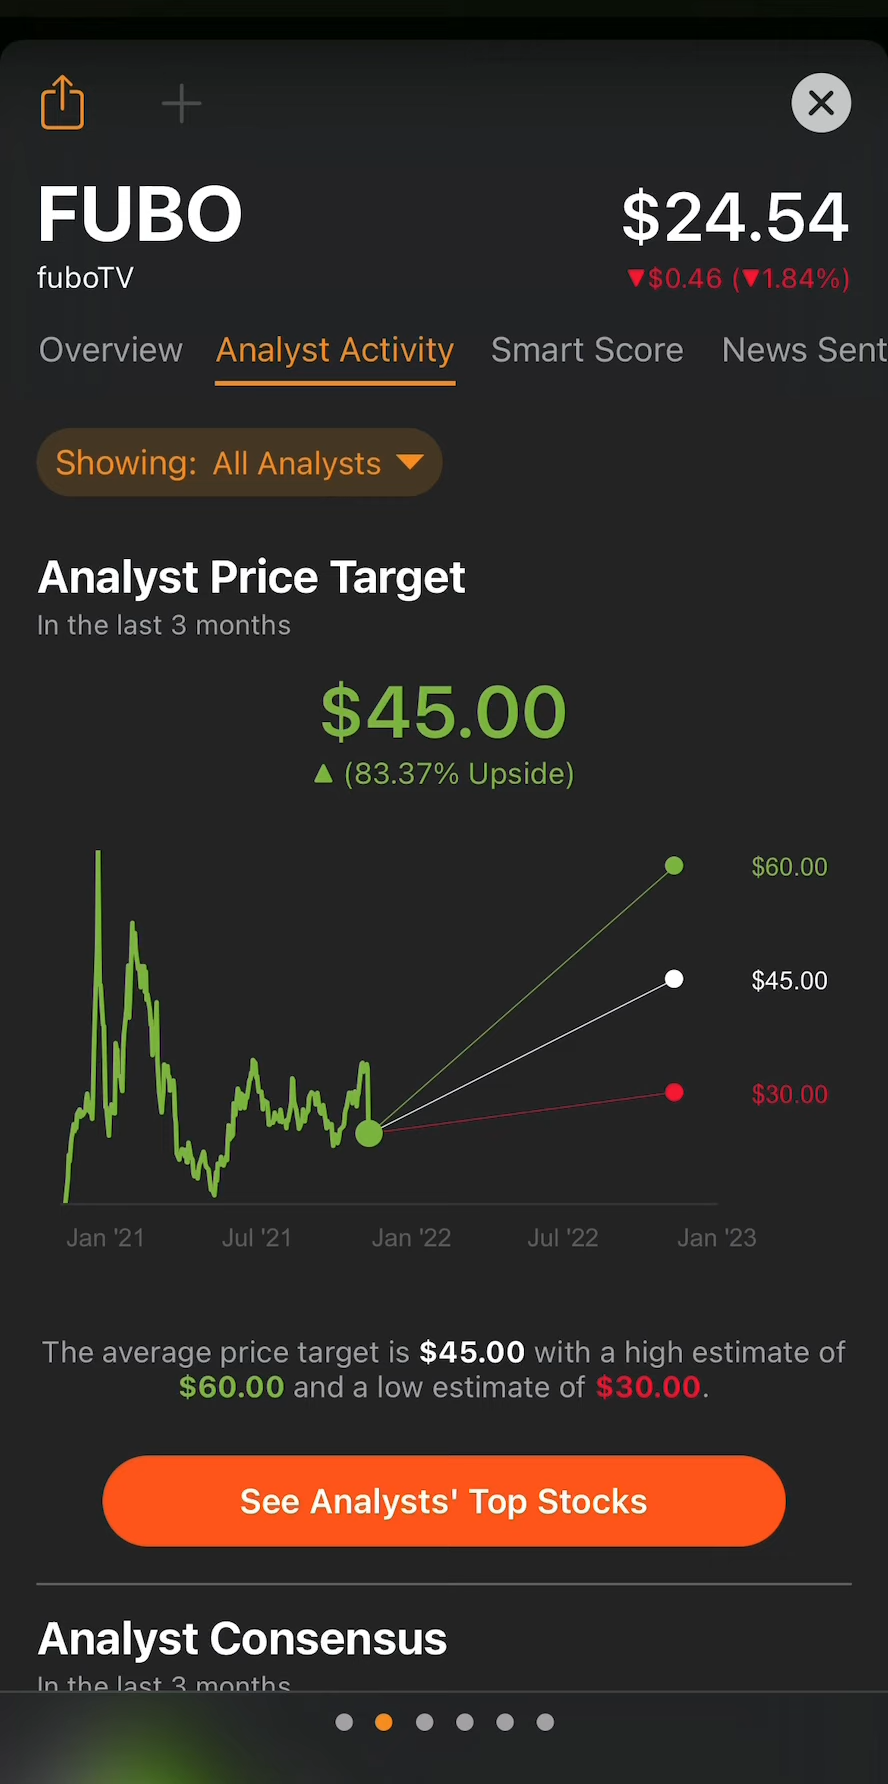 FUBO
$24.54
fuboTV
▼$0.46 (▼1.84%)
Overview Analyst Activity Smart Score News Sent
Showing: All Analysts
Analyst Price Target
In the last 3 months
$45.00
▲ (83.37% Upside)
$60.00
$45.00
$30.00
Jan '21 Jul '21 Jan '22 Jul '22 Jan '23
The average price target is $45.00 with a high estimate of
$60.00 and a low estimate of $30.00.
See Analysts' Top Stocks
Analyst Consensus
In the last 3 months